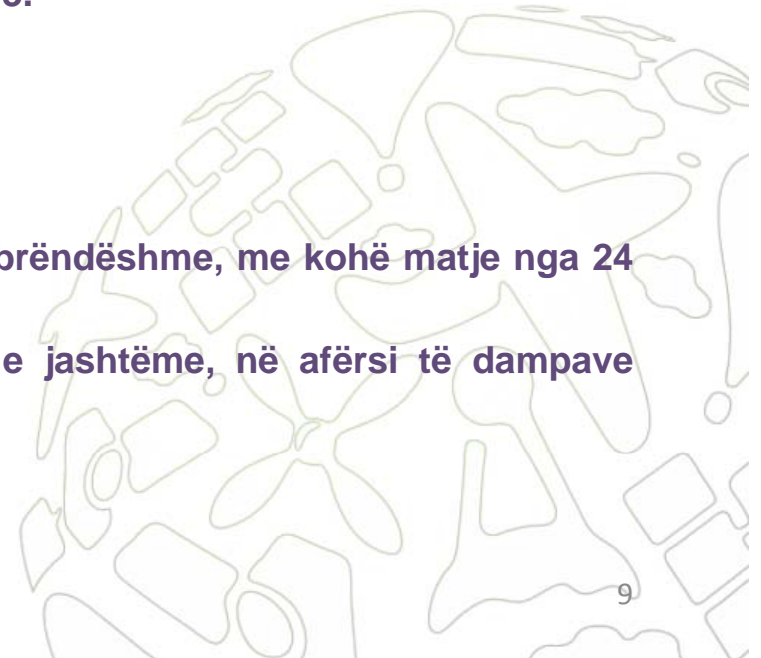 brëndëshme, me kohë matje nga 24
e jashtëme, në afërsi të dampave
9